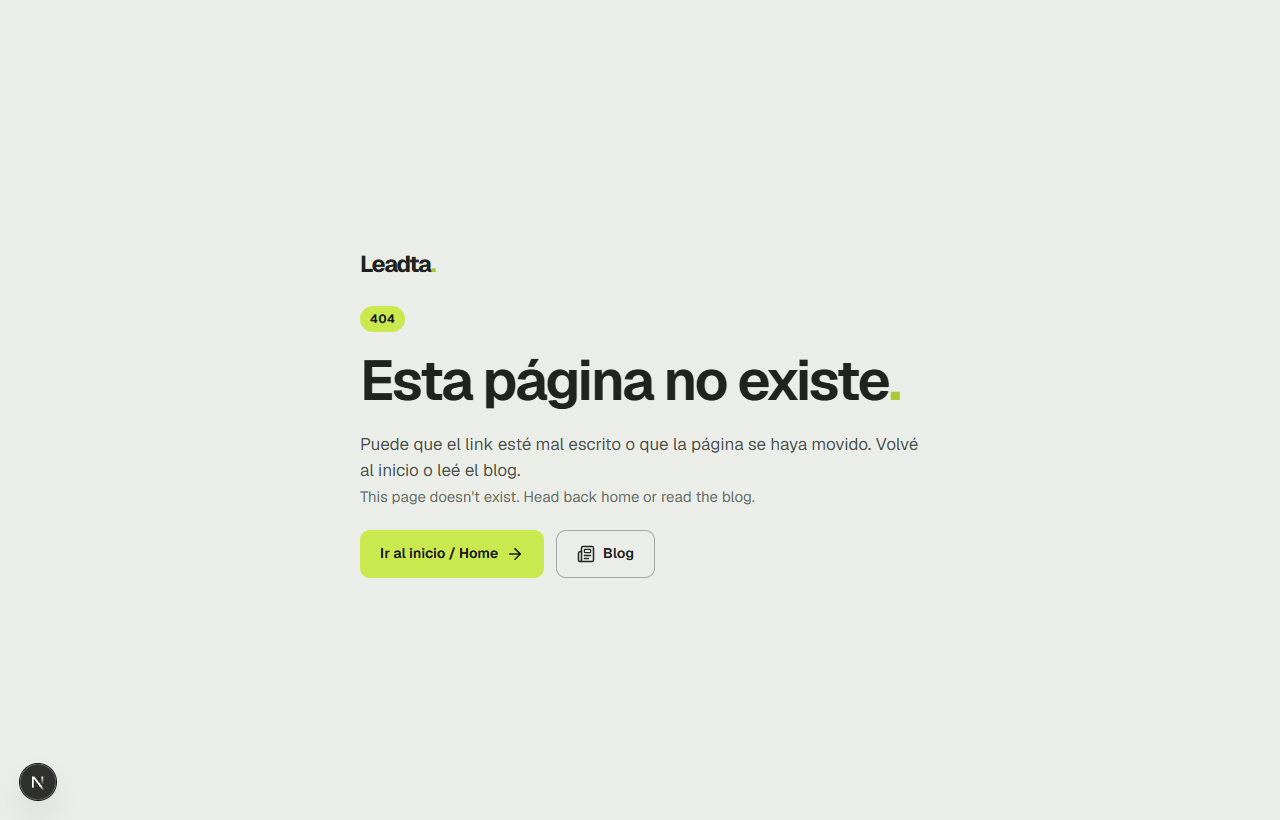 Leadta.
404
Esta página no existe.
Puede que el link esté mal escrito o que la página se haya movido. Volvé
al inicio o leé el blog.
This page doesn't exist. Head back home or read the blog.
Ir al inicio / Home
Blog
N